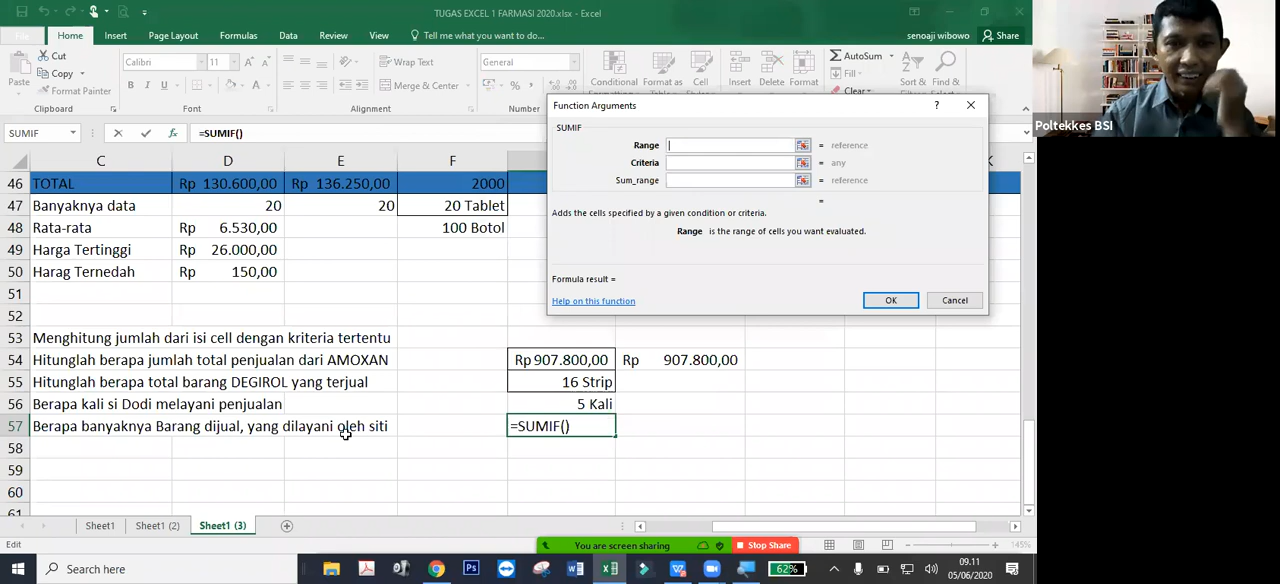 TUGAS EXCEL 1 FARMASI 2020.xlsx - Excel
File Home Insert Page Layout Formulas Data Review View Tell me what you want to do... senoaji wibowo Share
Paste Cut Copy Format Painter
Calibri 11 Wrap Text Merge & Center General
B I U % ,
Conditional Format as Cell Insert Delete Format AutoSum Fill Clear Sort & Find &
Clipboard Font Alignment Number
SUMIF fx =SUMIF()
C D E F K
46 TOTAL Rp 130.600,00 Rp 136.250,00 2000
47 Banyaknya data 20 20 20 Tablet
48 Rata-rata Rp 6.530,00 100 Botol
49 Harga Tertinggi Rp 26.000,00
50 Harag Ternedah Rp 150,00
51
52
53 Menghitung jumlah dari isi cell dengan kriteria tertentu
54 Hitunglah berapa jumlah total penjualan dari AMOXAN Rp 907.800,00 Rp 907.800,00
55 Hitunglah berapa total barang DEGIROL yang terjual 16 Strip
56 Berapa kali si Dodi melayani penjualan 5 Kali
57 Berapa banyaknya Barang dijual, yang dilayani oleh siti =SUMIF()
58
59
60
61
Function Arguments ?
SUMIF
Range = reference
Criteria = any
Sum_range = reference
=
Adds the cells specified by a given condition or criteria.
Range is the range of cells you want evaluated.
Formula result =
Help on this function OK Cancel
Poltekkes BSI
Sheet1 Sheet1 (2) Sheet1 (3)
Edit You are screen sharing Stop Share 145%
Search here 62% 09.11
05/06/2020